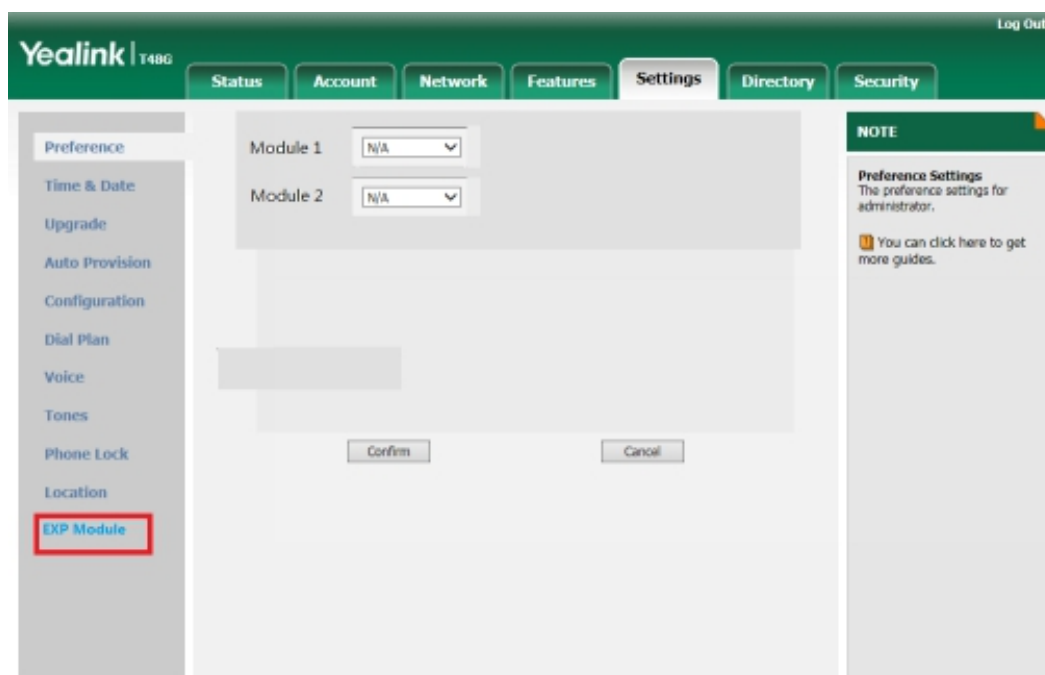 Log Out
Yealink | T48G
Status
Account
Network
Features
Settings
Directory
Security
Preference
Time & Date
Upgrade
Auto Provision
Configuration
Dial Plan
Voice
Tones
Phone Lock
Location
EXP Module
Module 1
N/A
Module 2
N/A
Confirm
Cancel
NOTE
Preference Settings
The preference settings for
administrator.
You can click here to get
more guides.